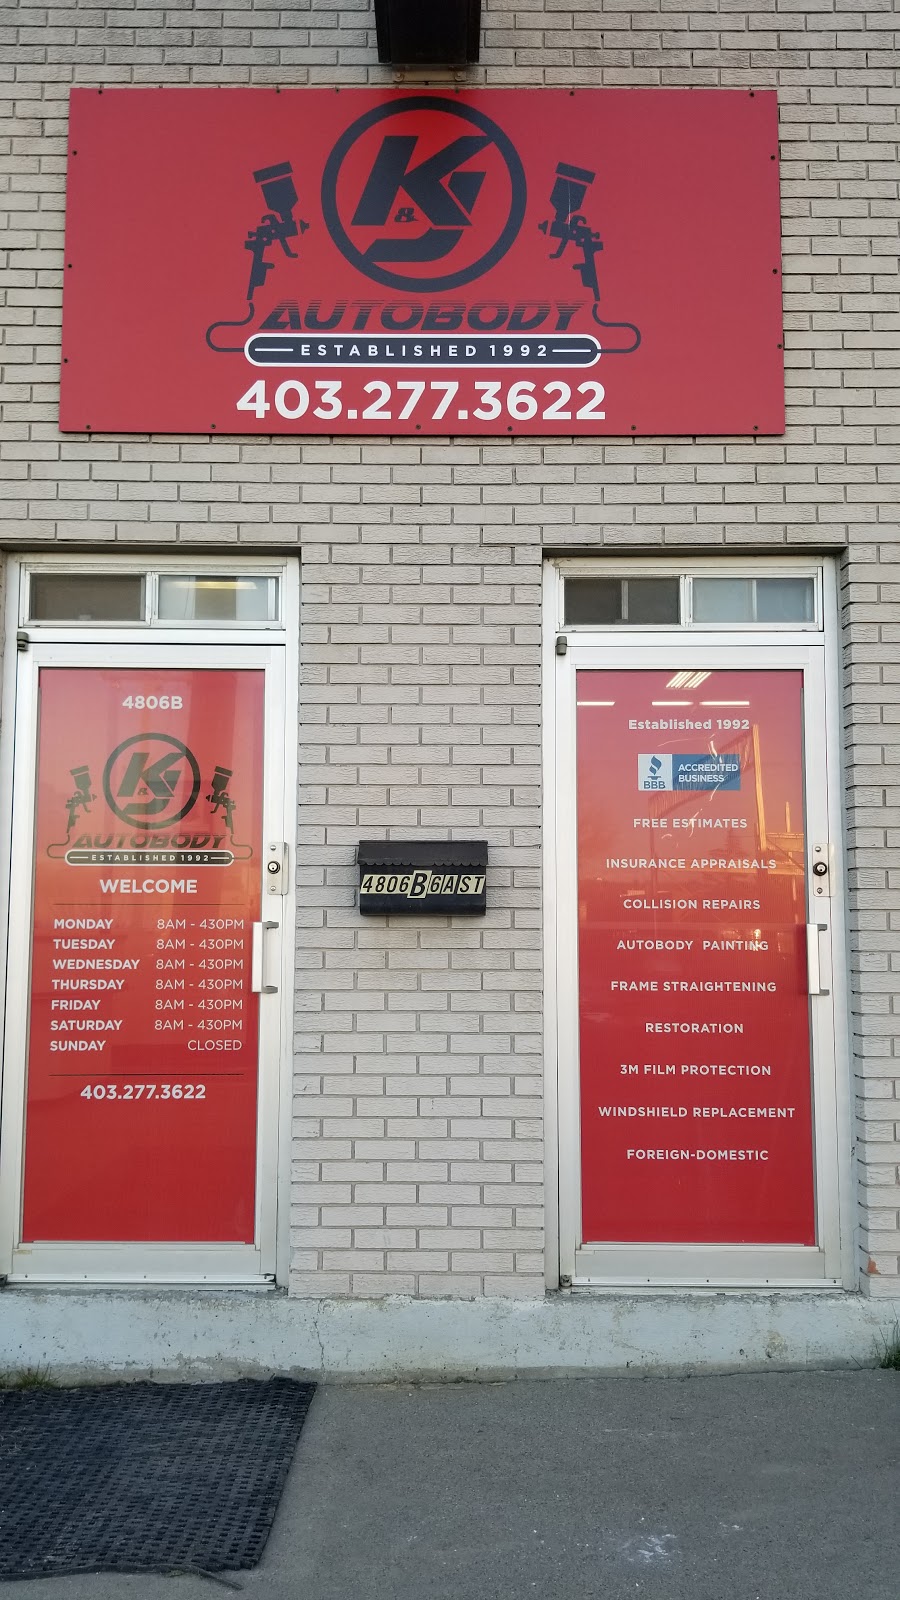 K & J
AUTOBODY
ESTABLISHED 1992
403.277.3622
4806B
K & J
AUTOBODY
ESTABLISHED 1992
WELCOME
MONDAY 8AM - 430PM
TUESDAY 8AM - 430PM
WEDNESDAY 8AM - 430PM
THURSDAY 8AM - 430PM
FRIDAY 8AM - 430PM
SATURDAY 8AM - 430PM
SUNDAY CLOSED
403.277.3622
4806B6AST
Established 1992
BBB
ACCREDITED
BUSINESS
FREE ESTIMATES
INSURANCE APPRAISALS
COLLISION REPAIRS
AUTOBODY PAINTING
FRAME STRAIGHTENING
RESTORATION
3M FILM PROTECTION
WINDSHIELD REPLACEMENT
FOREIGN-DOMESTIC